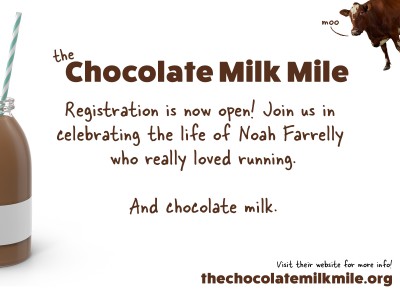 moo
the
Chocolate Milk Mile
Registration is now open! Join us in
celebrating the life of Noah Farrelly
who really loved running.
And chocolate milk.
Visit their website for more info!
thechocolatemilkmile.org